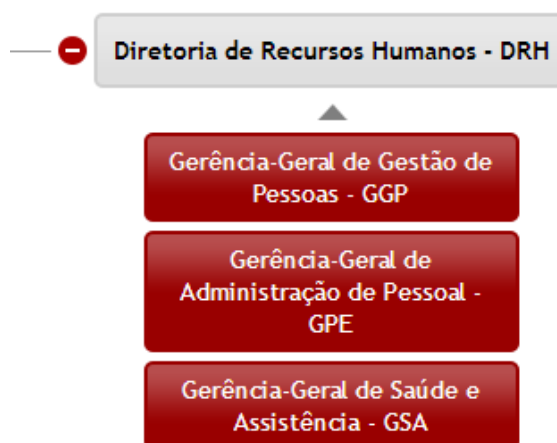 Diretoria de Recursos Humanos - DRH
Gerência-Geral de Gestão de
Pessoas - GGP
Gerência-Geral de
Administração de Pessoal -
GPE
Gerência-Geral de Saúde e
Assistência - GSA